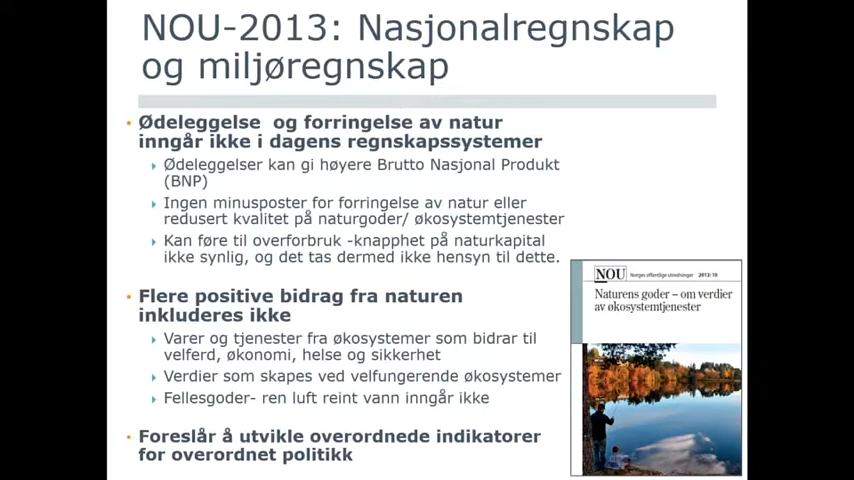 NOU-2013: Nasjonalregnskap
og miljøregnskap
• Ødeleggelse og forringelse av natur
inngår ikke i dagens regnskapssystemer
Ødeleggelser kan gi høyere Brutto Nasjonal Produkt
(BNP)
Ingen minusposter for forringelse av natur eller
redusert kvalitet på naturgoder/ økosystemtjenester
Kan føre til overforbruk -knapphet på naturkapital
ikke synlig, og det tas dermed ikke hensyn til dette.
• Flere positive bidrag fra naturen
inkluderes ikke
Varer og tjenester fra økosystemer som bidrar til
velferd, økonomi, helse og sikkerhet
Verdier som skapes ved velfungerende økosystemer
Fellesgoder- ren luft reint vann inngår ikke
• Foreslår å utvikle overordnede indikatorer
for overordnet politikk
NOU Norges offentlige utredninger 2013: 10
Naturens goder – om verdier
av økosystemtjenester